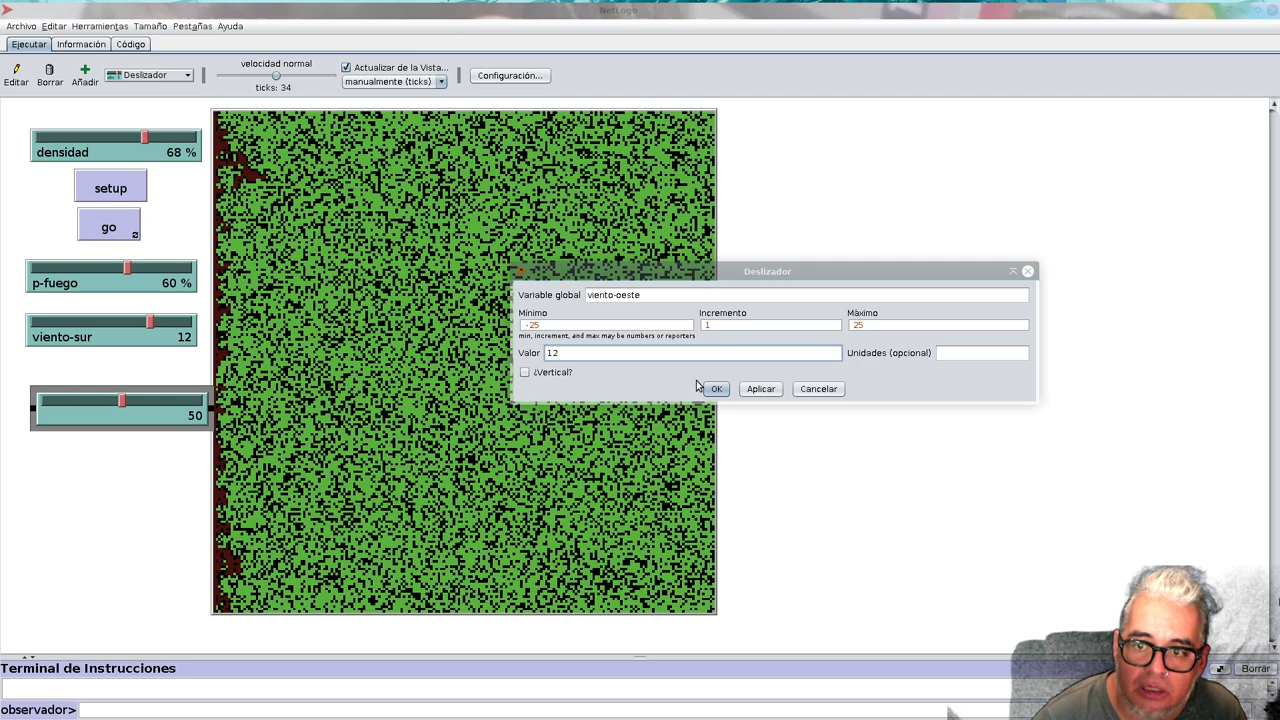 NetLogo
Archivo Editar Herramientas Tamaño Pestañas Ayuda
Ejecutar Información Código
Editar Borrar Añadir Deslizador
velocidad normal
ticks: 34
Actualizar de la Vista...
manualmente (ticks)
Configuración...
densidad 68 %
setup
go
p-fuego 60 %
viento-sur 12
50
Deslizador
Variable global viento-oeste
Mínimo Incremento Máximo
-25 1 25
min, increment, and max may be numbers or reporters
Valor 12 Unidades (opcional)
¿Vertical?
OK Aplicar Cancelar
Terminal de Instrucciones Borrar
observador>